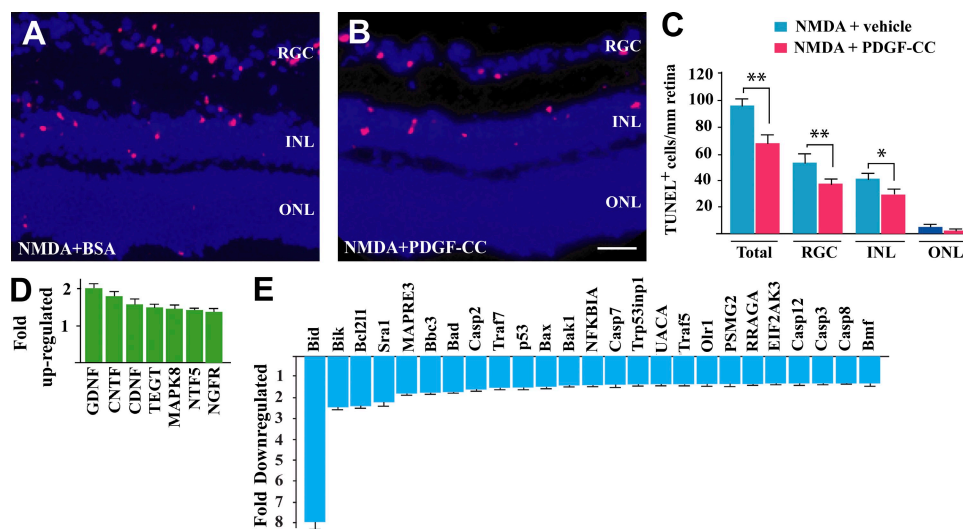 A
RGC
INL
ONL
NMDA+BSA
B
RGC
INL
ONL
NMDA+PDGF-CC
C
NMDA + vehicle
NMDA + PDGF-CC
TUNEL+ cells/mm retina
120
100
80
60
40
20
**
**
*
Total
RGC
INL
ONL
D
Fold
up-regulated
2
1
GDNF
CNTF
CDNF
TEGT
MAPK8
NTF5
NGFR
E
Bid
Bik
Bcl2l1
Sra1
MAPRE3
Bbc3
Bad
Casp2
Traf7
p53
Bax
Bak1
NFKBIA
Casp7
Trp53inp1
UACA
Traf5
Olr1
PSMG2
RRAGA
EIF2AK3
Casp12
Casp3
Casp8
Bmf
Fold Downregulated
1
2
3
4
5
6
7
8